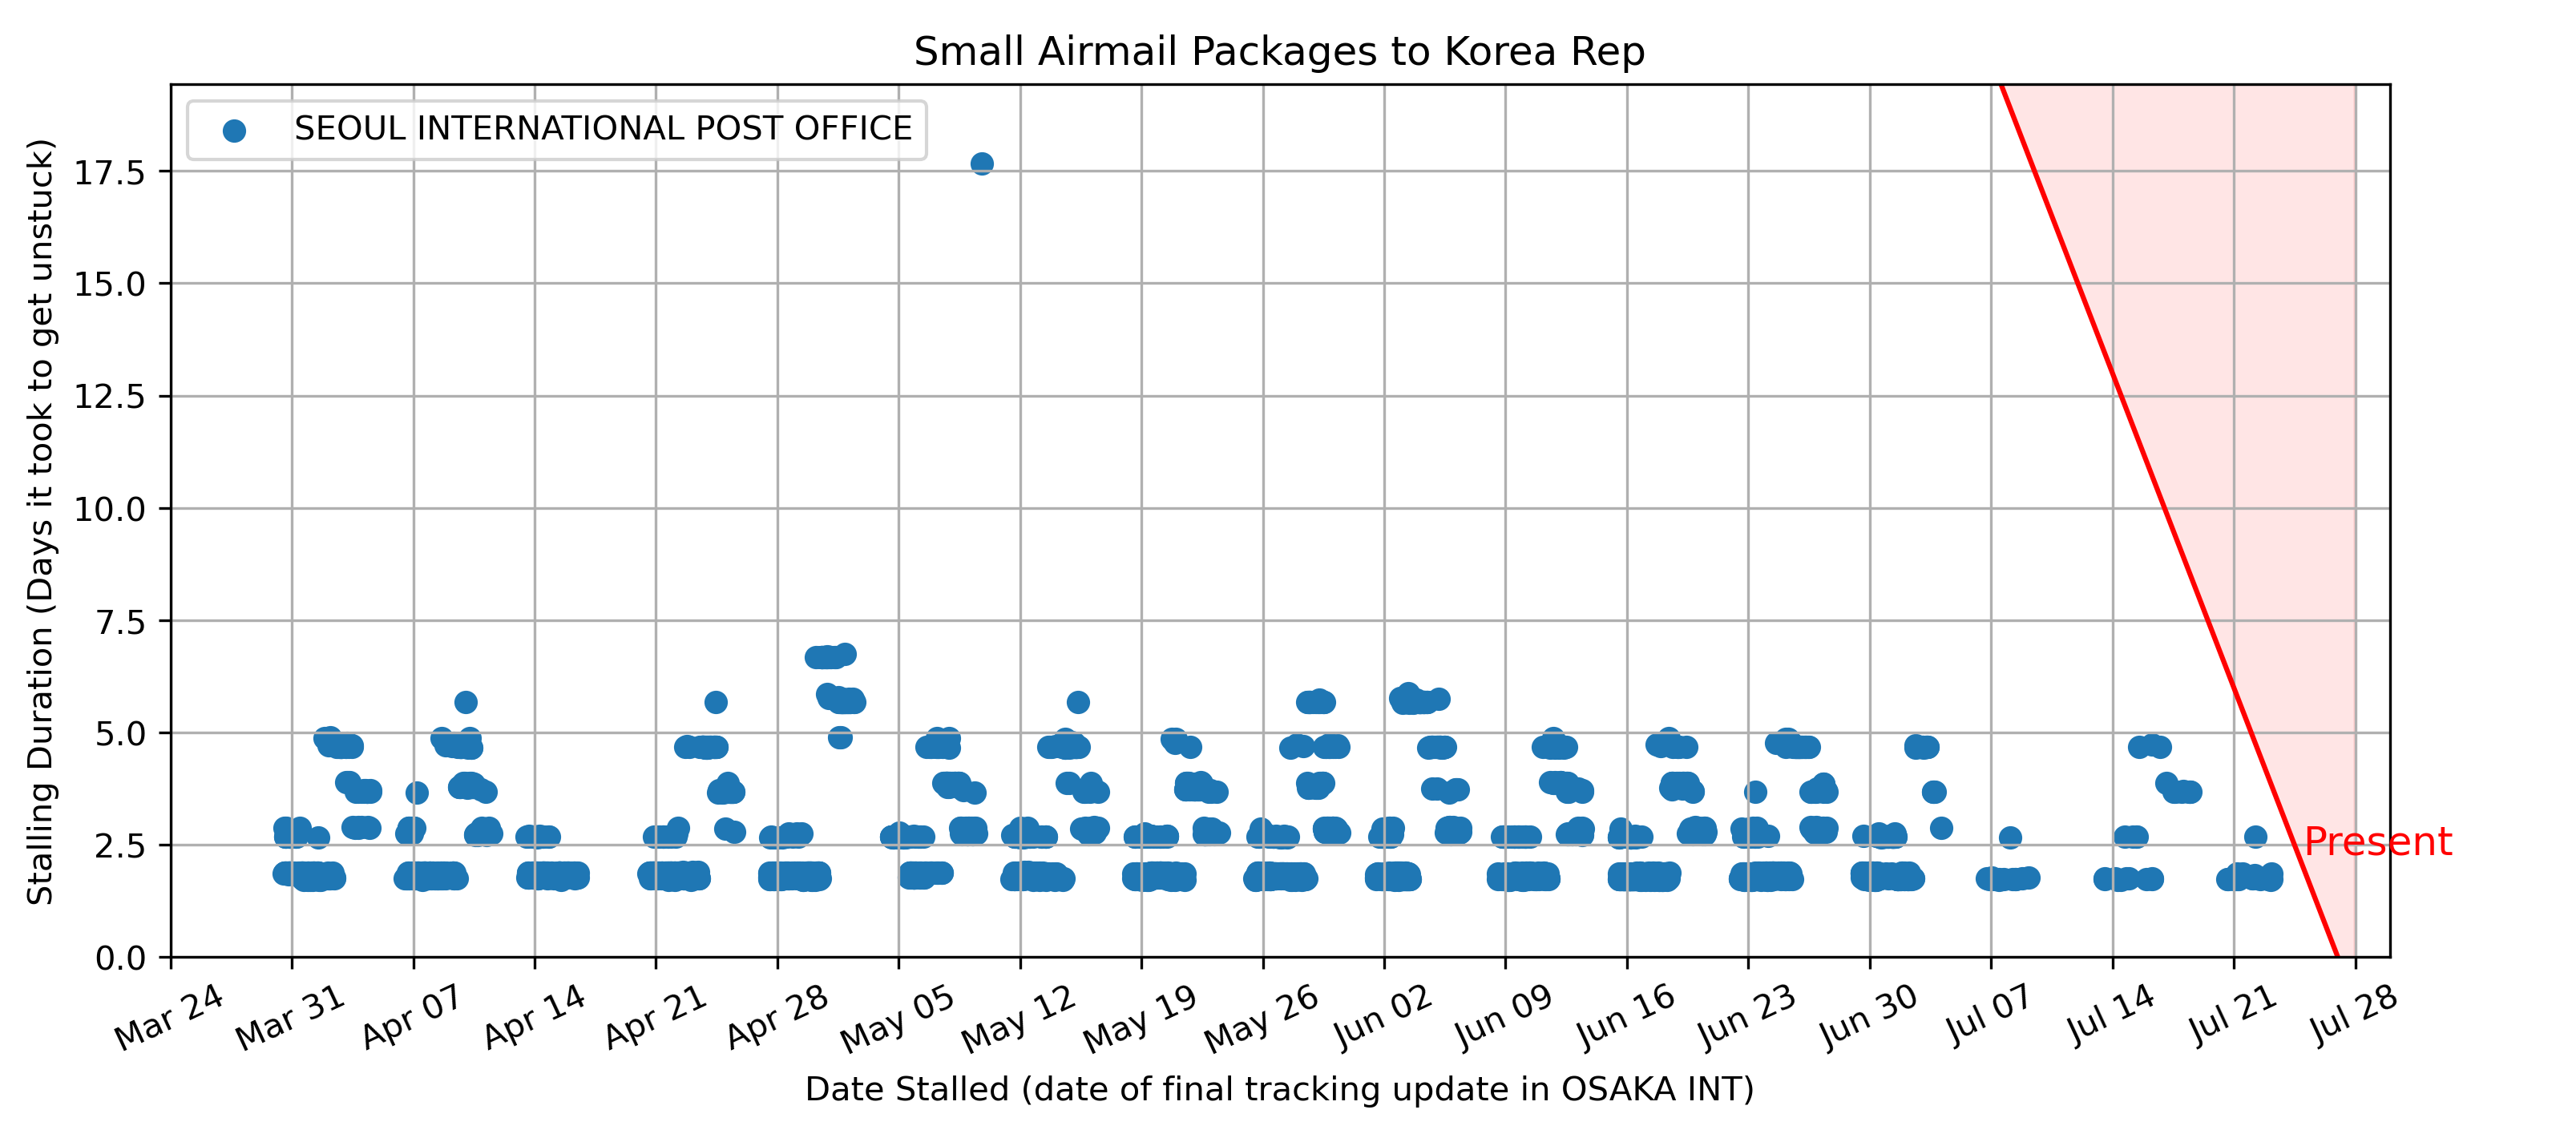 Small Airmail Packages to Korea Rep
SEOUL INTERNATIONAL POST OFFICE
Stalling Duration (Days it took to get unstuck)
17.5
15.0
12.5
10.0
7.5
5.0
2.5
0.0
Present
Mar 24 Mar 31 Apr 07 Apr 14 Apr 21 Apr 28 May 05 May 12 May 19 May 26 Jun 02 Jun 09 Jun 16 Jun 23 Jun 30 Jul 07 Jul 14 Jul 21 Jul 28
Date Stalled (date of final tracking update in OSAKA INT)